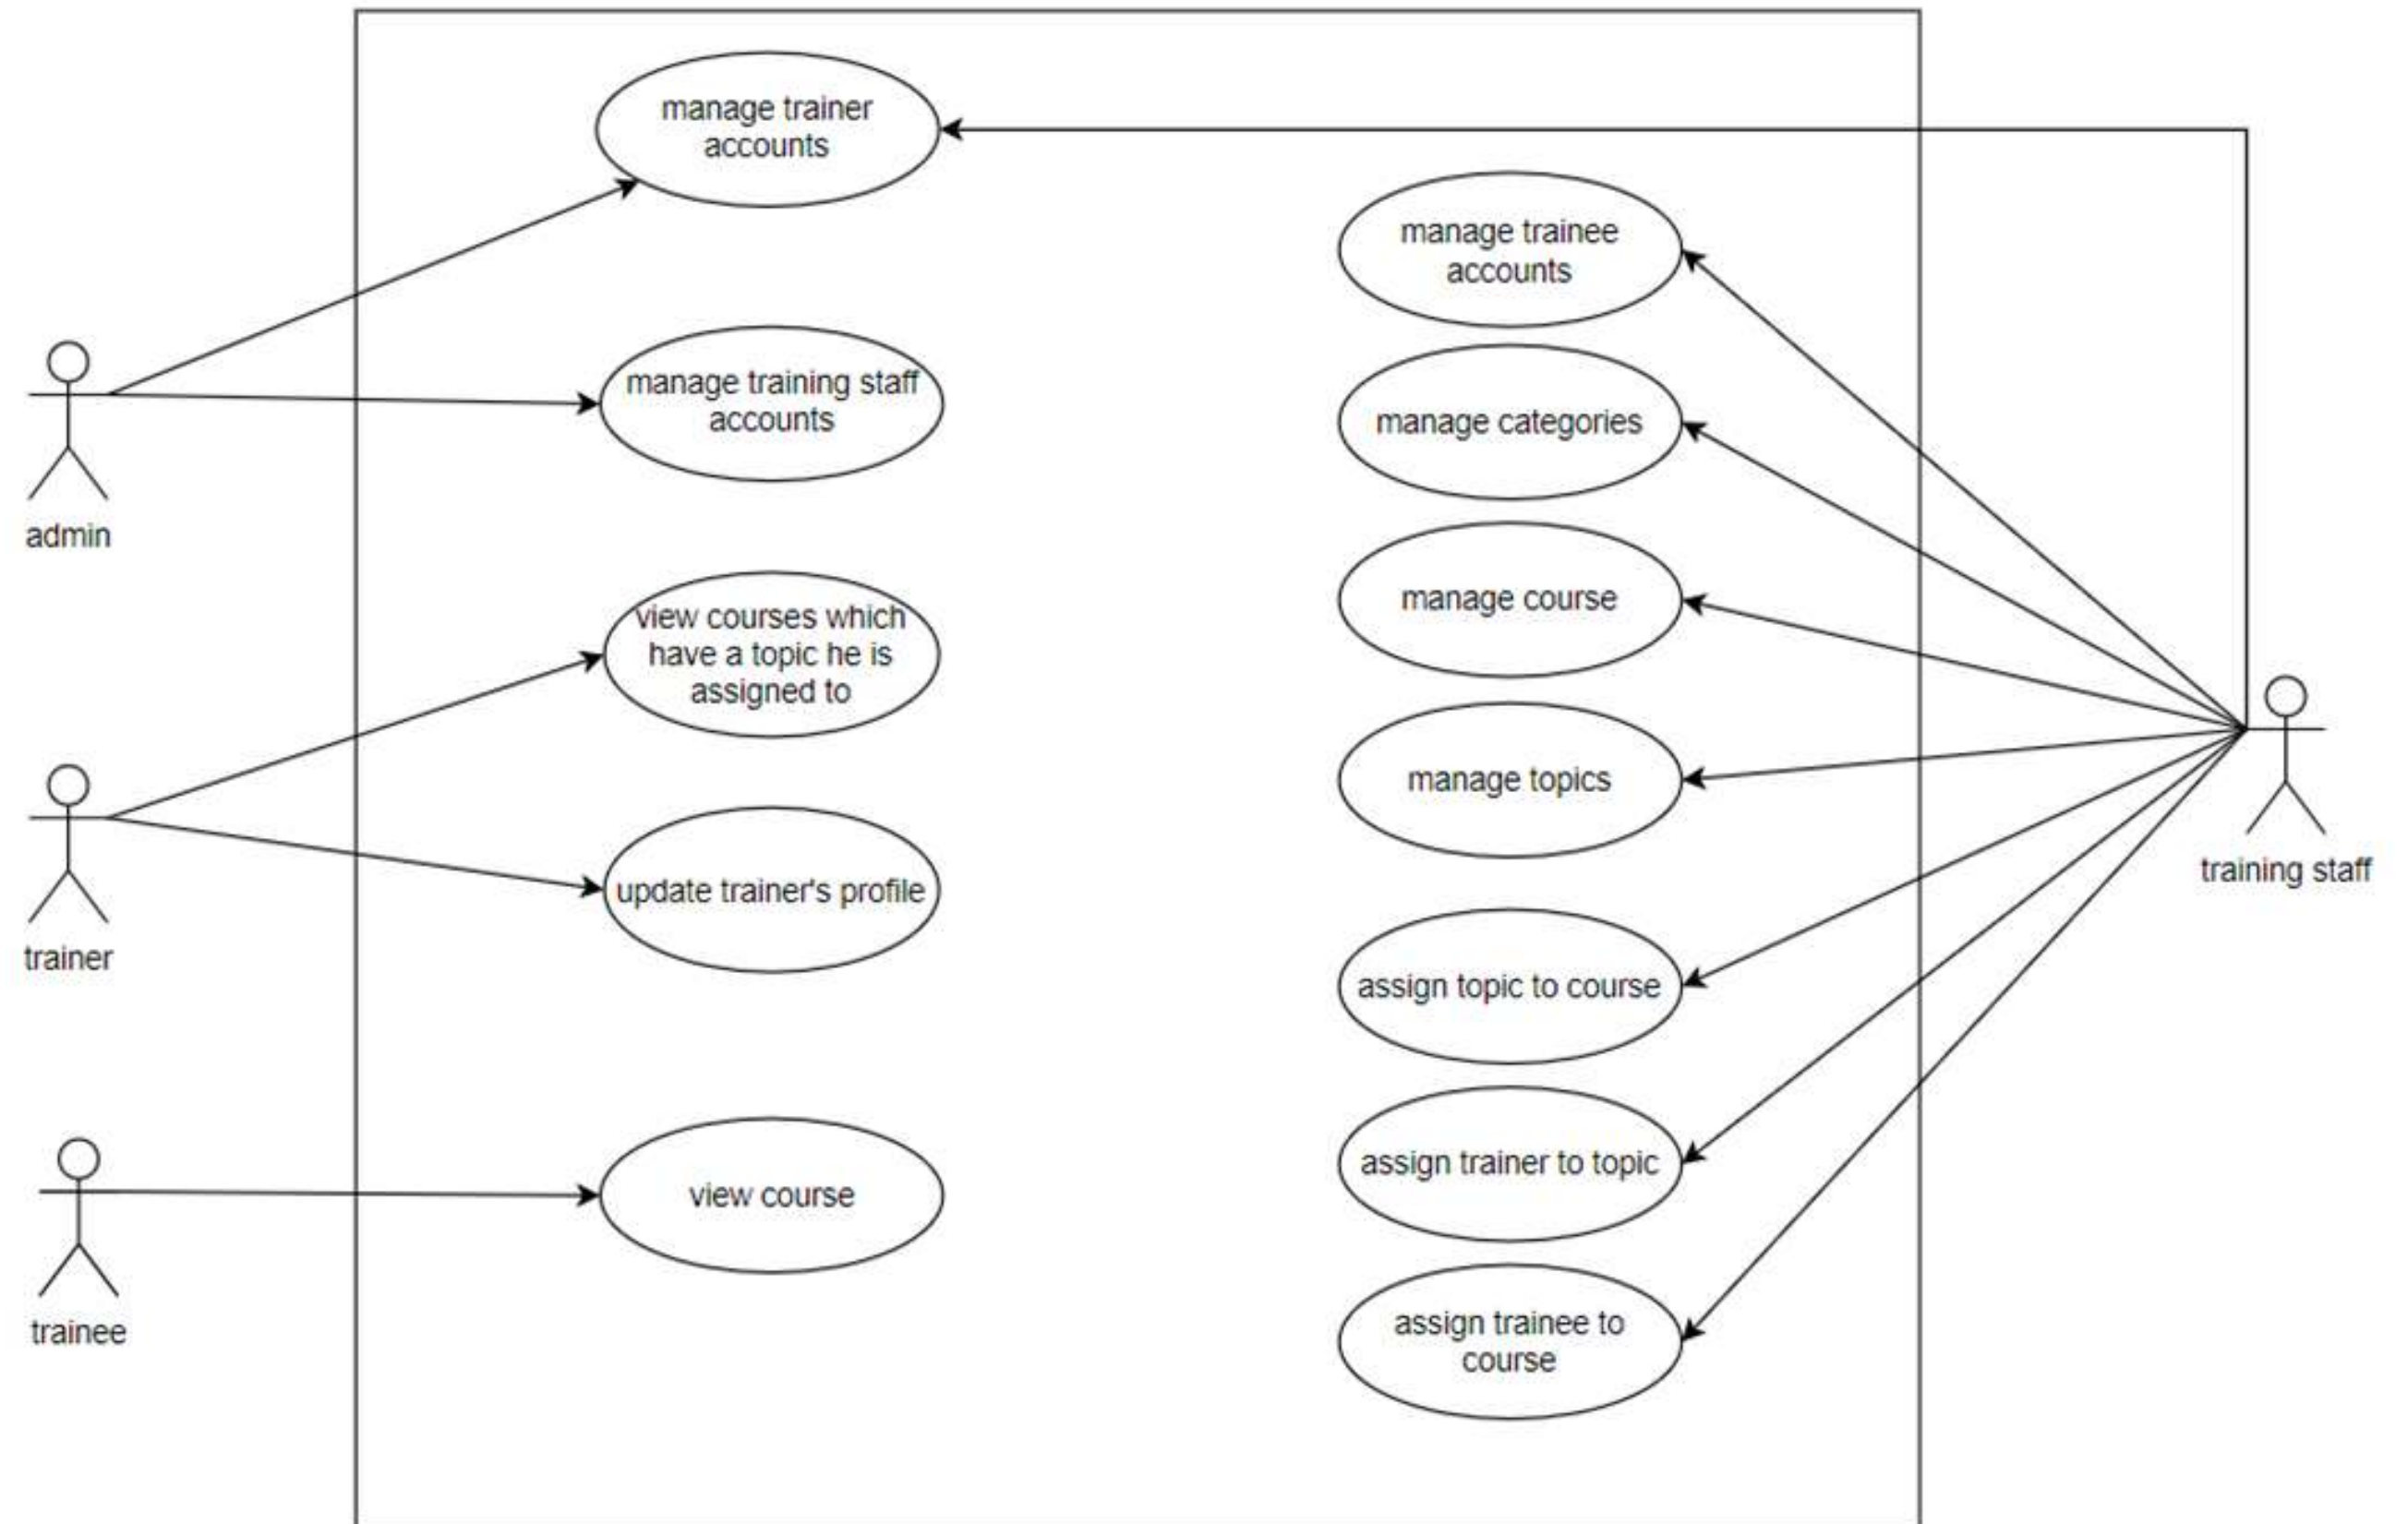 manage trainer
accounts
manage trainee
accounts
manage training staff
accounts
manage categories
admin
view courses which
have a topic he is
assigned to
manage course
manage topics
training staff
update trainer's profile
trainer
assign topic to course
assign trainer to topic
view course
trainee
assign trainee to
course